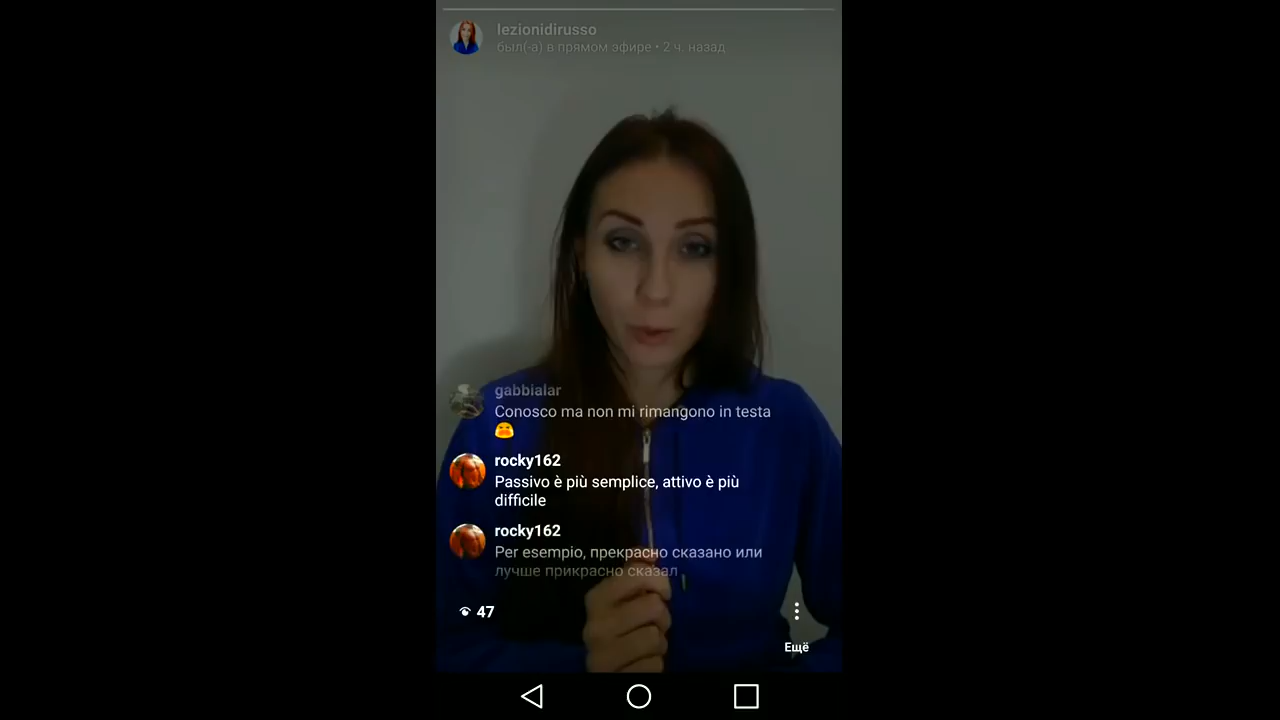 lezionidirusso
был(-а) в прямом эфире • 2 ч. назад
gabbialar
Conosco ma non mi rimangono in testa
rocky162
Passivo è più semplice, attivo è più
difficile
rocky162
Per esempio, прекрасно сказано или
лучше прикрасно сказал
47
Ещё